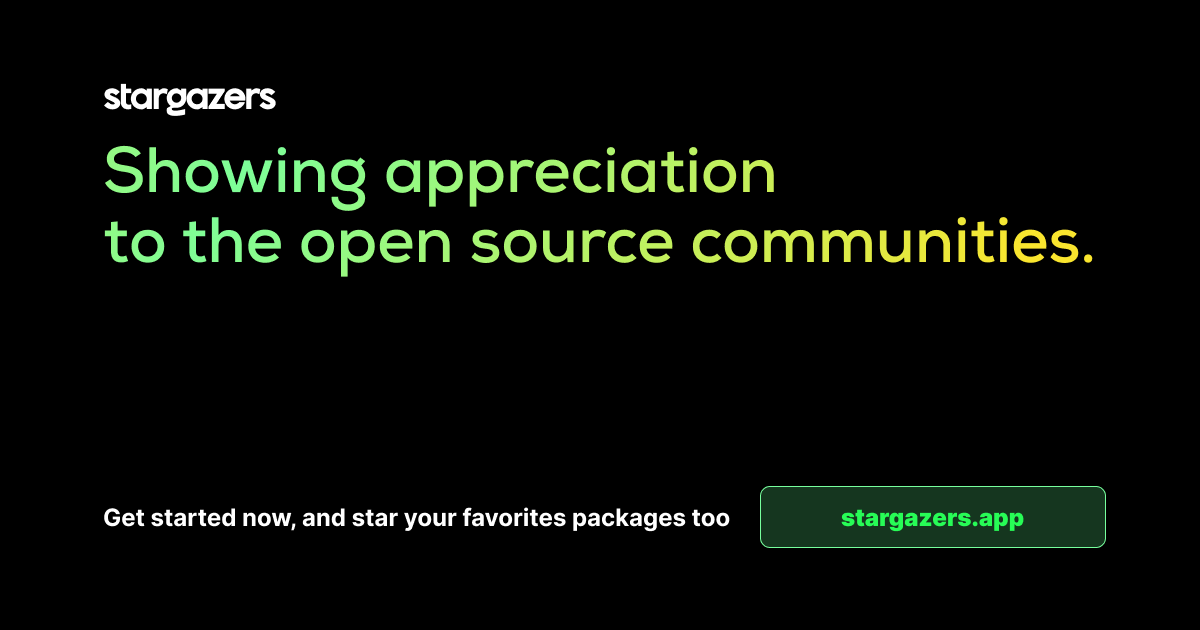 stargazers
Showing appreciation
to the open source communities.
Get started now, and star your favorites packages too
stargazers.app